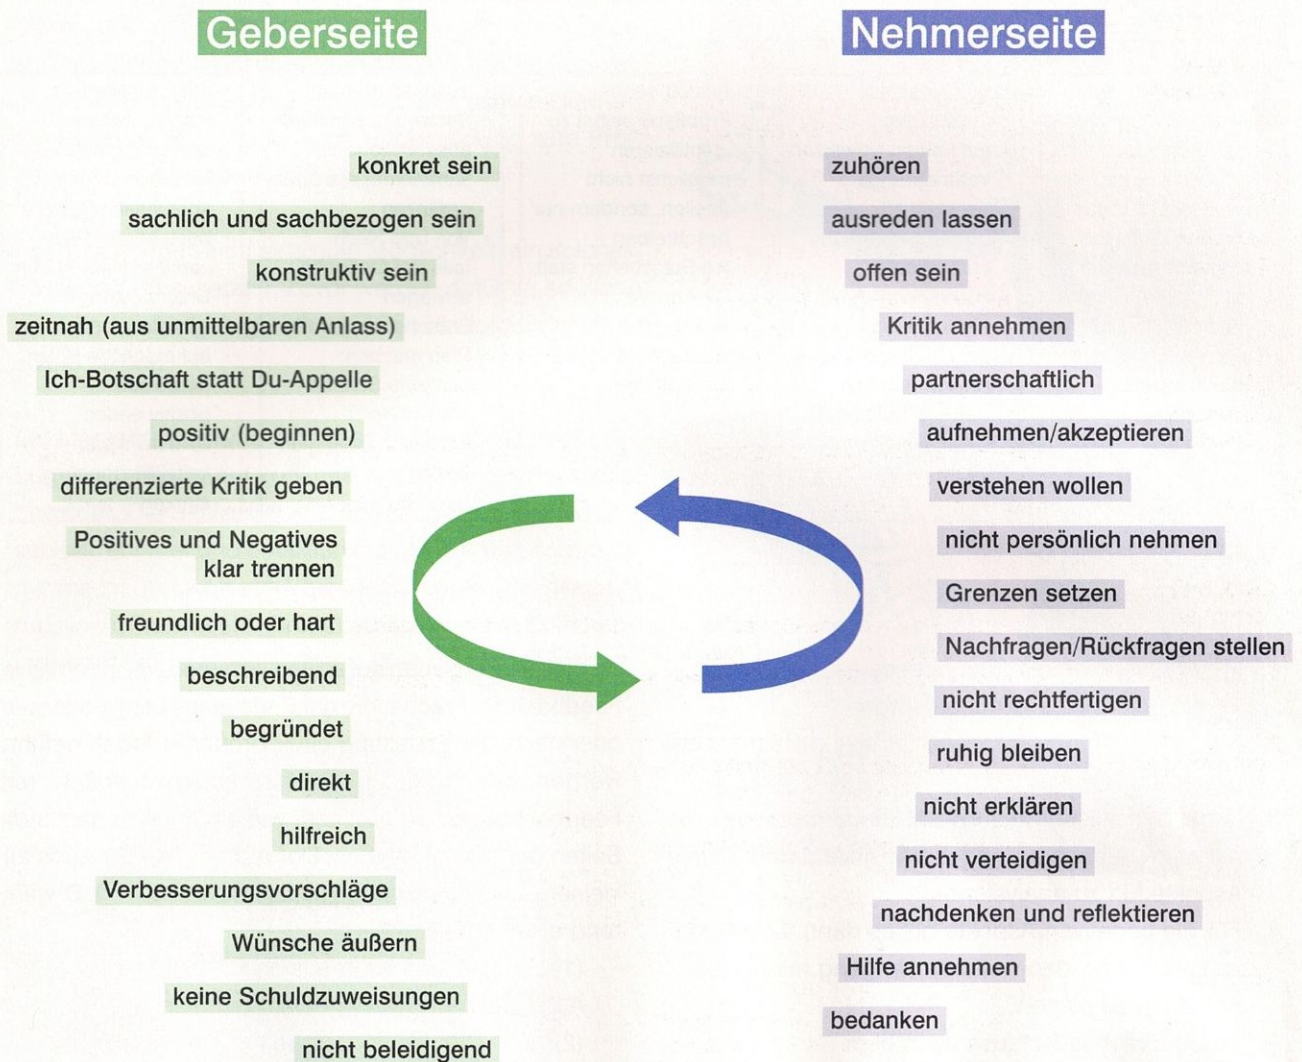 Geberseite
konkret sein
sachlich und sachbezogen sein
konstruktiv sein
zeitnah (aus unmittelbaren Anlass)
Ich-Botschaft statt Du-Appelle
positiv (beginnen)
differenzierte Kritik geben
Positives und Negatives
klar trennen
freundlich oder hart
beschreibend
begründet
direkt
hilfreich
Verbesserungsvorschläge
Wünsche äußern
keine Schuldzuweisungen
nicht beleidigend
Nehmerseite
zuhören
ausreden lassen
offen sein
Kritik annehmen
partnerschaftlich
aufnehmen/akzeptieren
verstehen wollen
nicht persönlich nehmen
Grenzen setzen
Nachfragen/Rückfragen stellen
nicht rechtfertigen
ruhig bleiben
nicht erklären
nicht verteidigen
nachdenken und reflektieren
Hilfe annehmen
bedanken